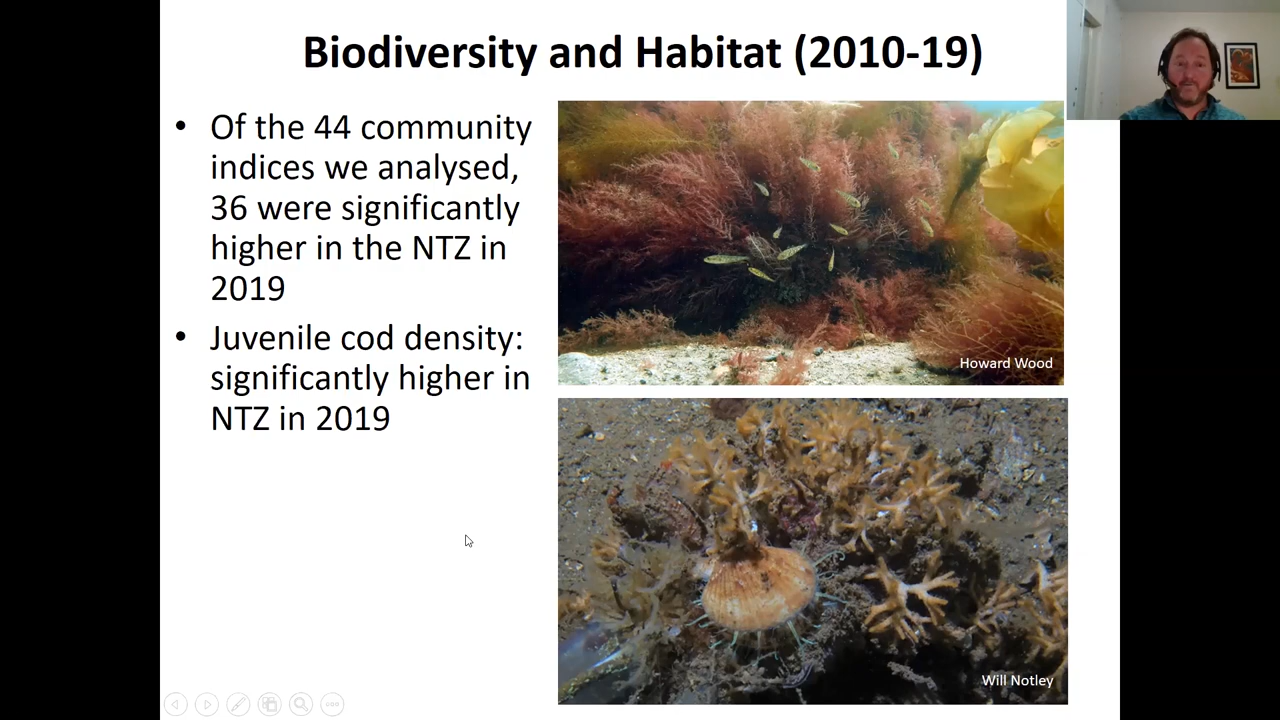 Biodiversity and Habitat (2010-19)
• Of the 44 community
indices we analysed,
36 were significantly
higher in the NTZ in
2019
• Juvenile cod density:
significantly higher in
NTZ in 2019
Howard Wood
Will Notley